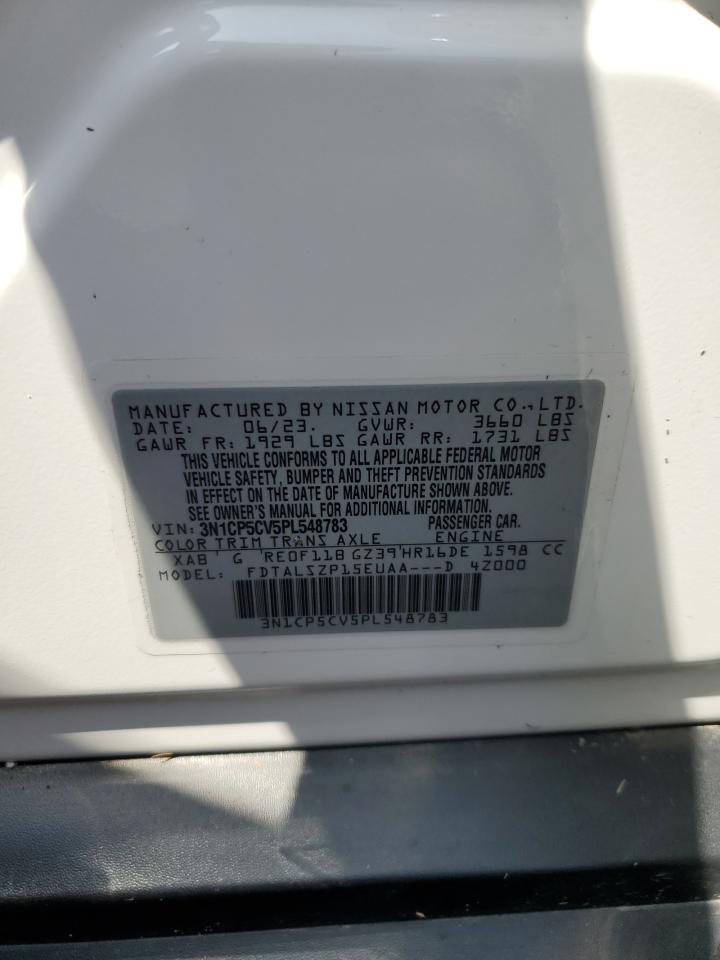 MANUFACTURED BY NISSAN MOTOR CO., LTD.
DATE: 06/23. GVWR: 3660 LBS
GAWR FR: 1929 LBS GAWR RR: 1731 LBS
THIS VEHICLE CONFORMS TO ALL APPLICABLE FEDERAL MOTOR
VEHICLE SAFETY, BUMPER AND THEFT PREVENTION STANDARDS
IN EFFECT ON THE DATE OF MANUFACTURE SHOWN ABOVE.
SEE OWNER'S MANUAL FOR ADDITIONAL INFORMATION
VIN: 3N1CP5CV5PL548783 PASSENGER CAR.
COLOR TRIM TRANS AXLE ENGINE
XAB G RE0F11B GZ39 HR16DE 1598 CC
MODEL: FDTALSZP15EUAA---D 4Z000
3N1CP5CV5PL548783